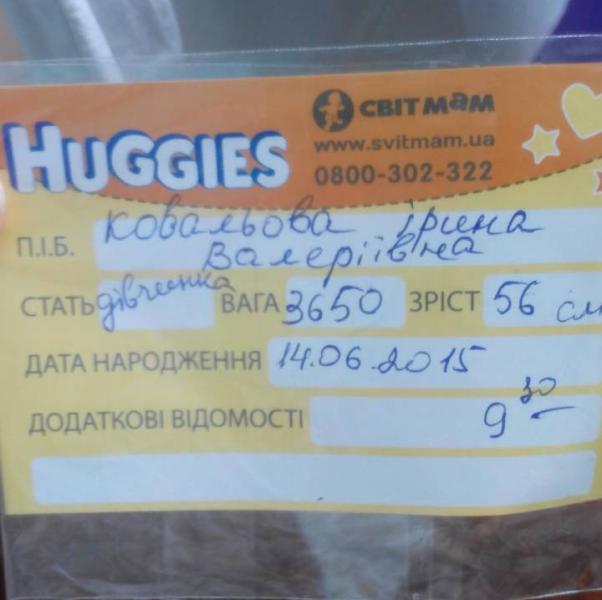 HUGGIES
СВІТ МАМ
www.svitmam.ua
0800-302-322
П.І.Б. Ковальова Ірина
Валеріївна
СТАТЬ дівчинка ВАГА 3650 ЗРІСТ 56 см
ДАТА НАРОДЖЕННЯ 14.06.2015
ДОДАТКОВІ ВІДОМОСТІ 9 30